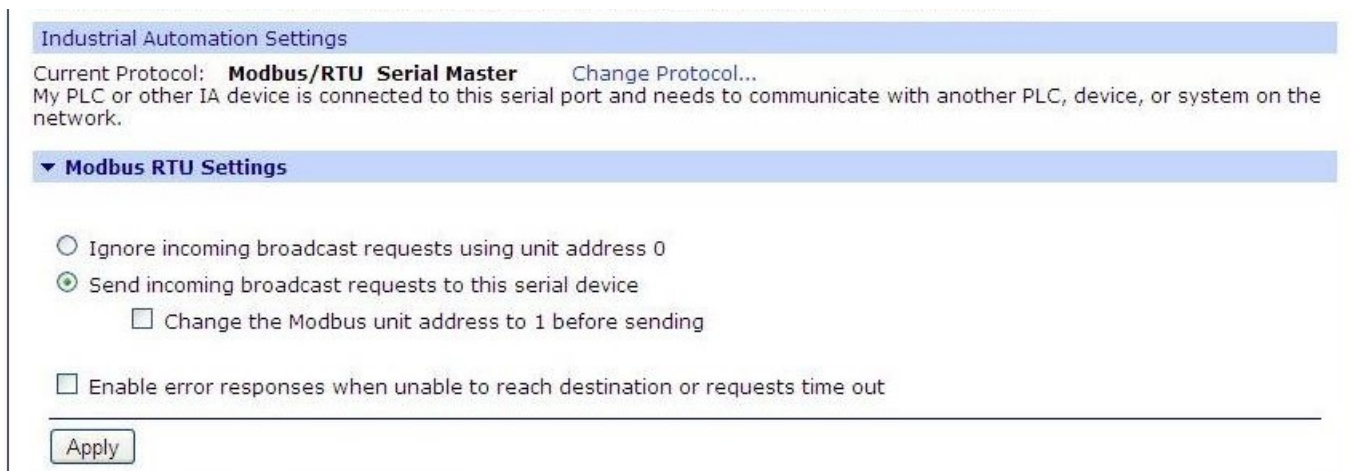 Industrial Automation Settings
Current Protocol: Modbus/RTU Serial Master Change Protocol...
My PLC or other IA device is connected to this serial port and needs to communicate with another PLC, device, or system on the
network.
Modbus RTU Settings
Ignore incoming broadcast requests using unit address 0
Send incoming broadcast requests to this serial device
Change the Modbus unit address to 1 before sending
Enable error responses when unable to reach destination or requests time out
Apply